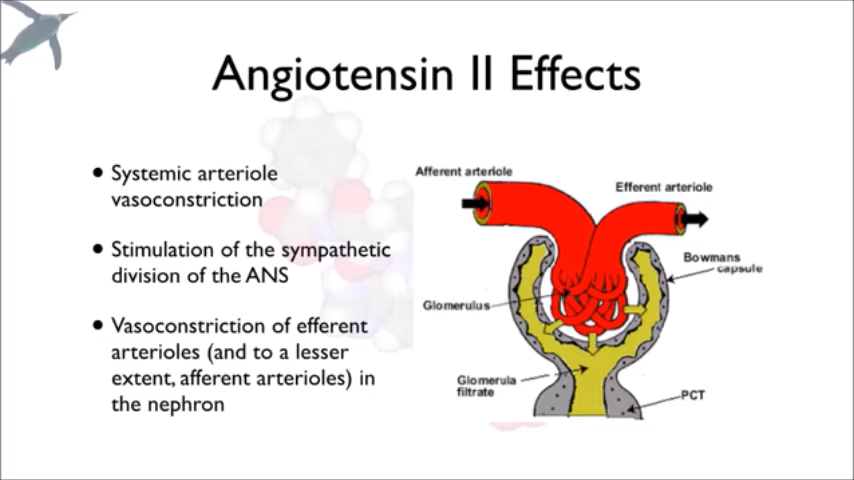 Angiotensin II Effects
• Systemic arteriole
vasoconstriction
• Stimulation of the sympathetic
division of the ANS
• Vasoconstriction of efferent
arterioles (and to a lesser
extent, afferent arterioles) in
the nephron
Afferent arteriole
Efferent arteriole
Bowmans
capsule
Glomerulus
Glomerula
filtrate
PCT